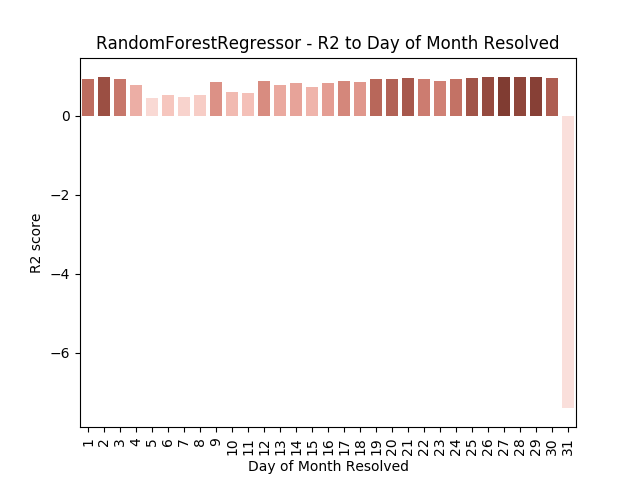 RandomForestRegressor - R2 to Day of Month Resolved
0
−2
−4
−6
R2 score
1 2 3 4 5 6 7 8 9 10 11 12 13 14 15 16 17 18 19 20 21 22 23 24 25 26 27 28 29 30 31
Day of Month Resolved